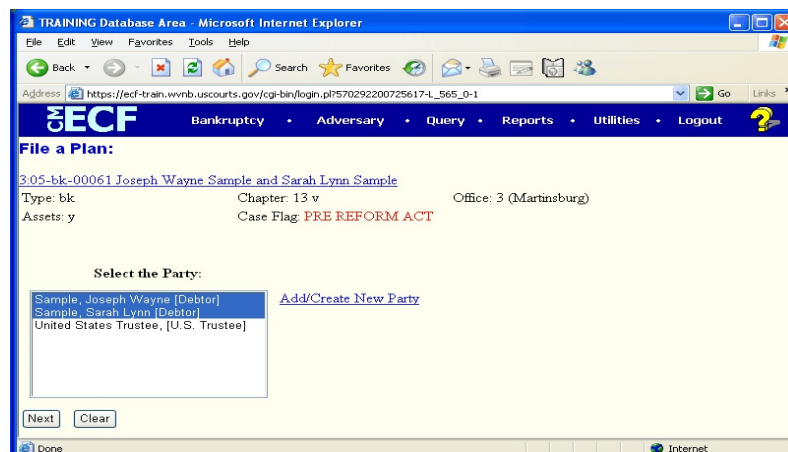 TRAINING Database Area - Microsoft Internet Explorer
File Edit View Favorites Tools Help
Back Search Favorites
Address https://ecf-train.wvnb.uscourts.gov/cgi-bin/login.pl?570292200725617-L_565_0-1 Go Links »
CM ECF Bankruptcy • Adversary • Query • Reports • Utilities • Logout ?
File a Plan:
3:05-bk-00061 Joseph Wayne Sample and Sarah Lynn Sample
Type: bk Chapter: 13 v Office: 3 (Martinsburg)
Assets: y Case Flag: PRE REFORM ACT
Select the Party:
Sample, Joseph Wayne [Debtor] Add/Create New Party
Sample, Sarah Lynn [Debtor]
United States Trustee, [U.S. Trustee]
Next Clear
Done Internet